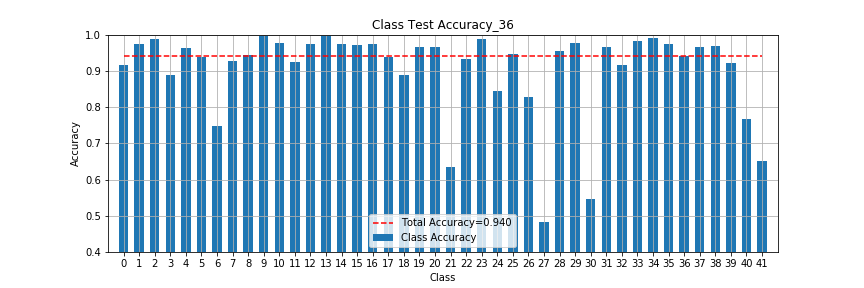 Class Test Accuracy_36
1.0
0.9
0.8
0.7
0.6
0.5
0.4
Accuracy
Total Accuracy=0.940
Class Accuracy
0 1 2 3 4 5 6 7 8 9 10 11 12 13 14 15 16 17 18 19 20 21 22 23 24 25 26 27 28 29 30 31 32 33 34 35 36 37 38 39 40 41
Class